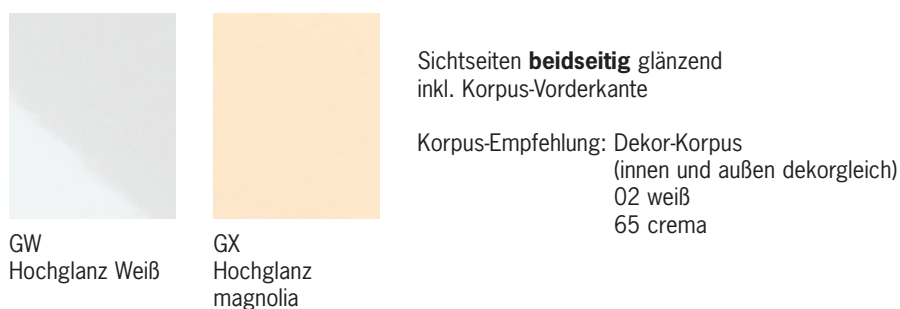 Sichtseiten beidseitig glänzend
inkl. Korpus-Vorderkante
Korpus-Empfehlung: Dekor-Korpus
(innen und außen dekorgleich)
02 weiß
65 crema
GW
Hochglanz Weiß
GX
Hochglanz
magnolia